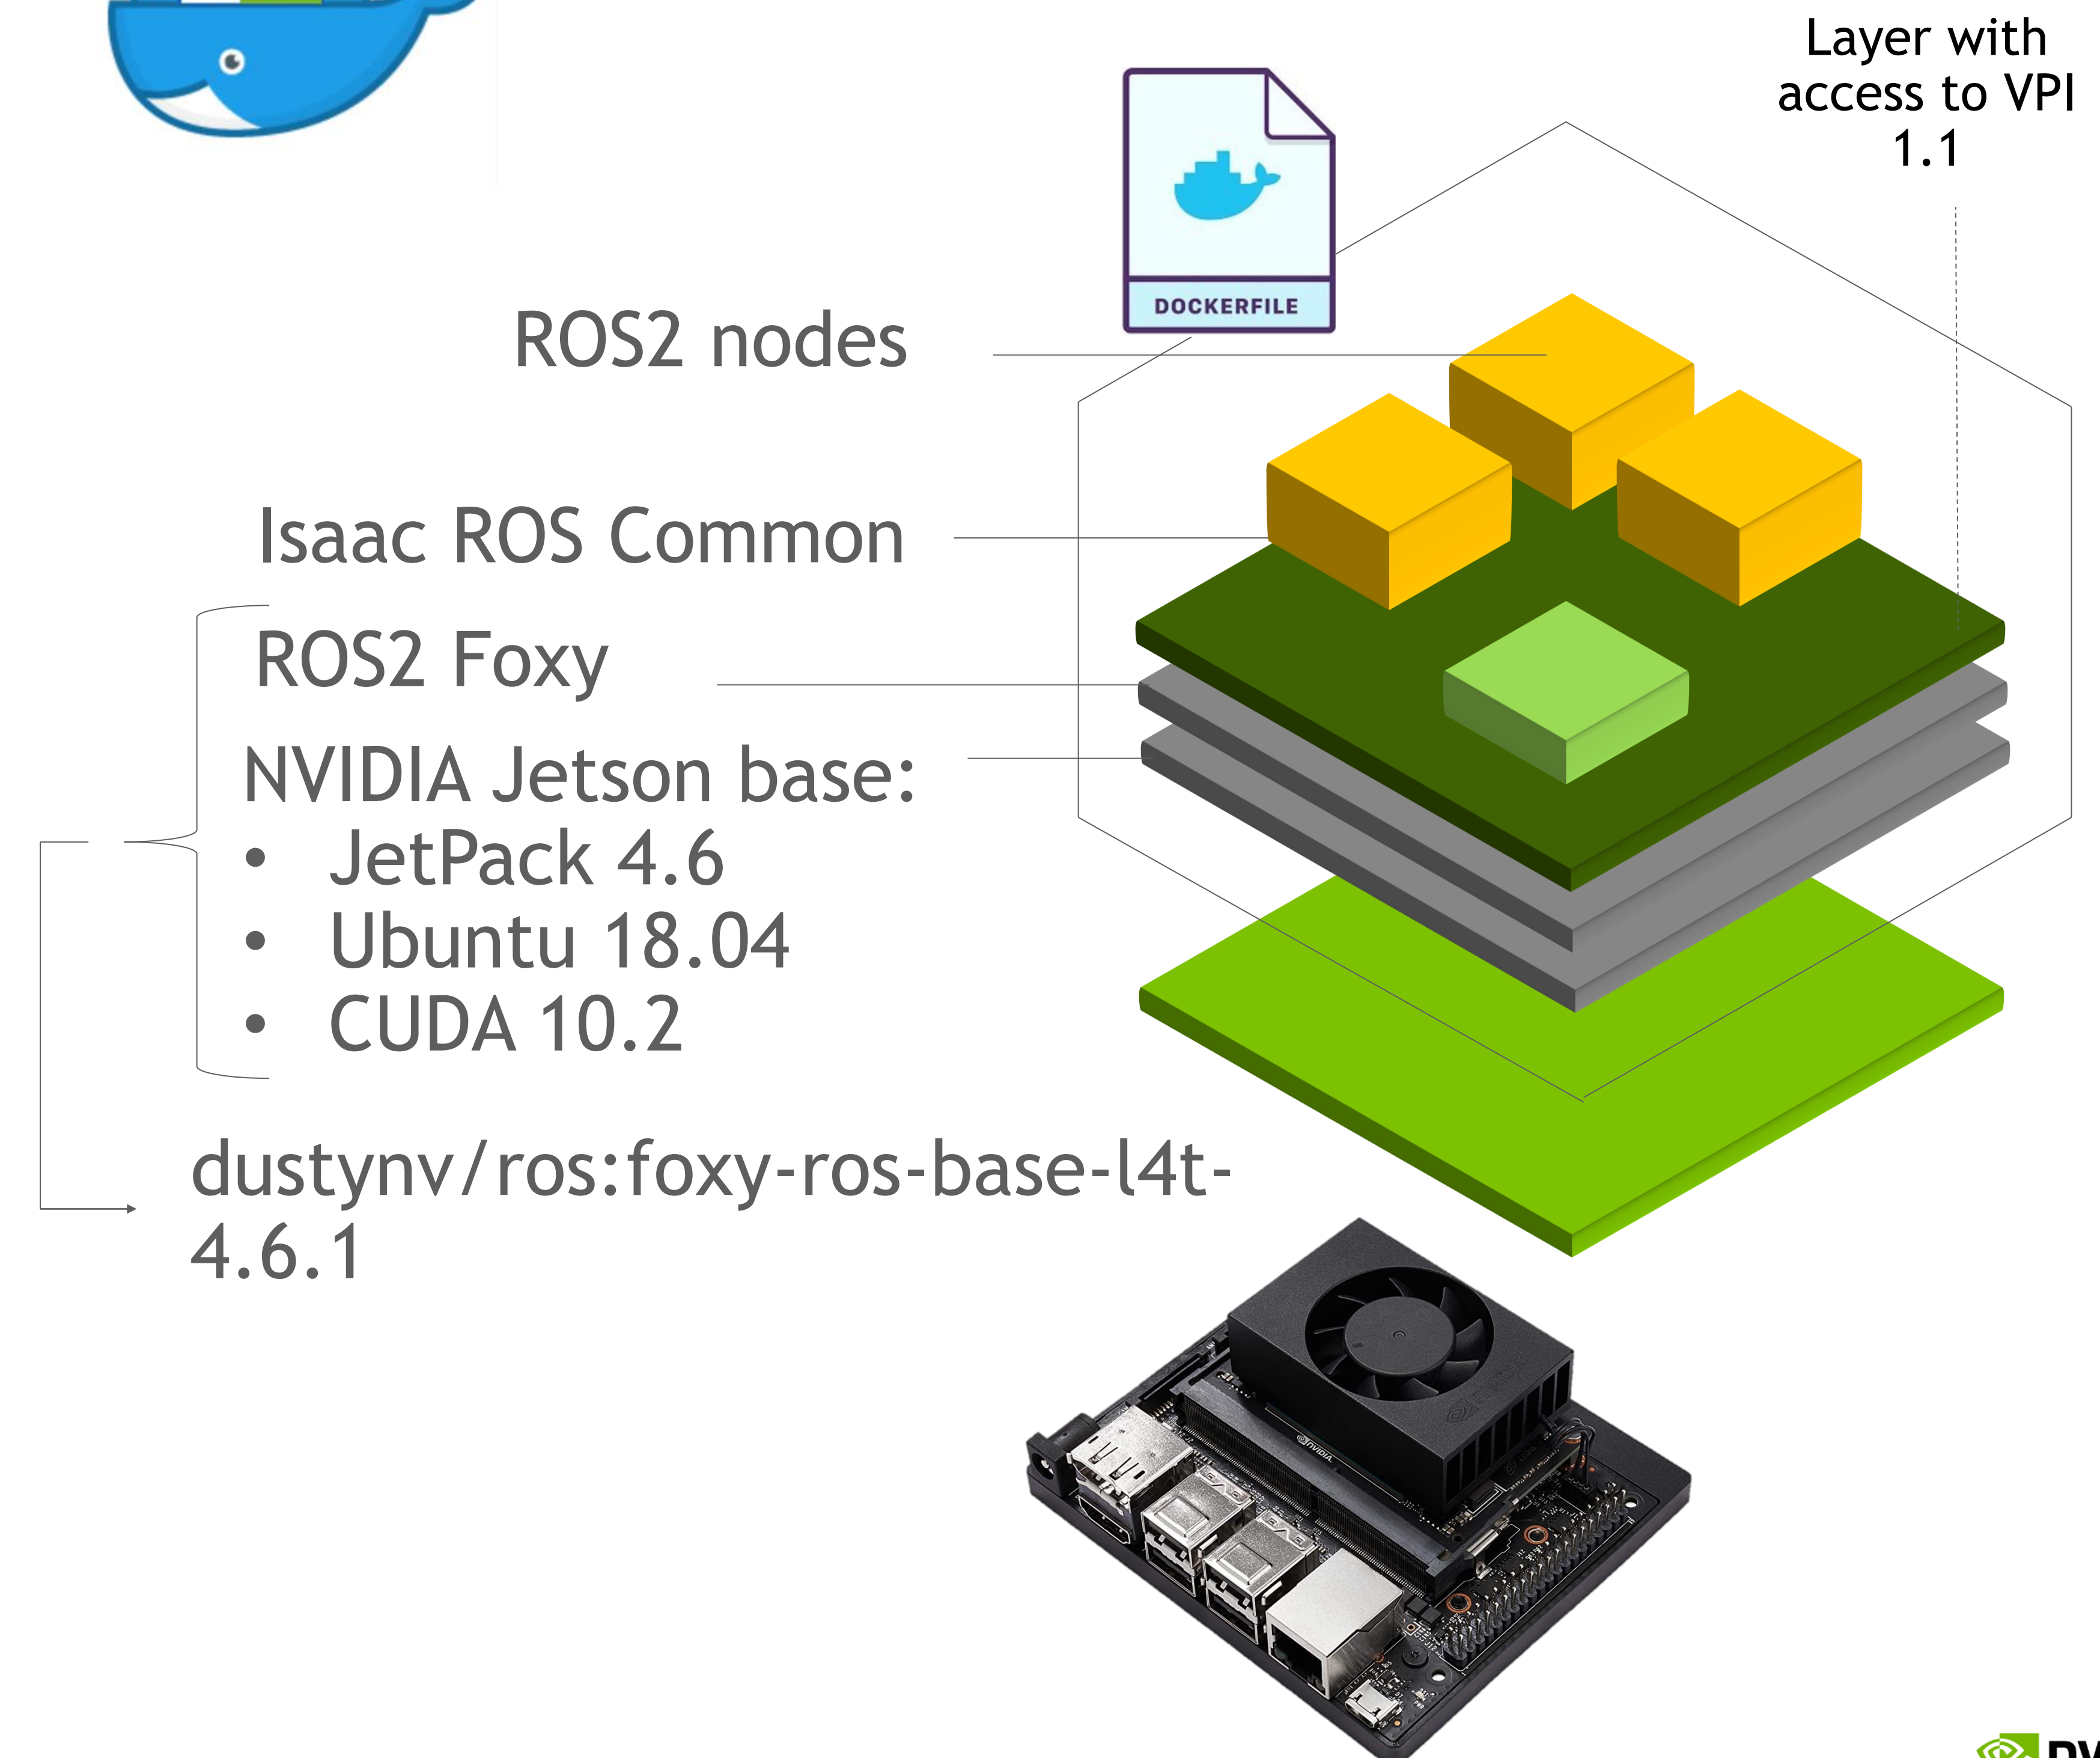 Layer with
access to VPI
1.1
DOCKERFILE
ROS2 nodes
Isaac ROS Common
ROS2 Foxy
NVIDIA Jetson base:
• JetPack 4.6
• Ubuntu 18.04
• CUDA 10.2
dustynv/ros:foxy-ros-base-l4t-
4.6.1
NVIDIA